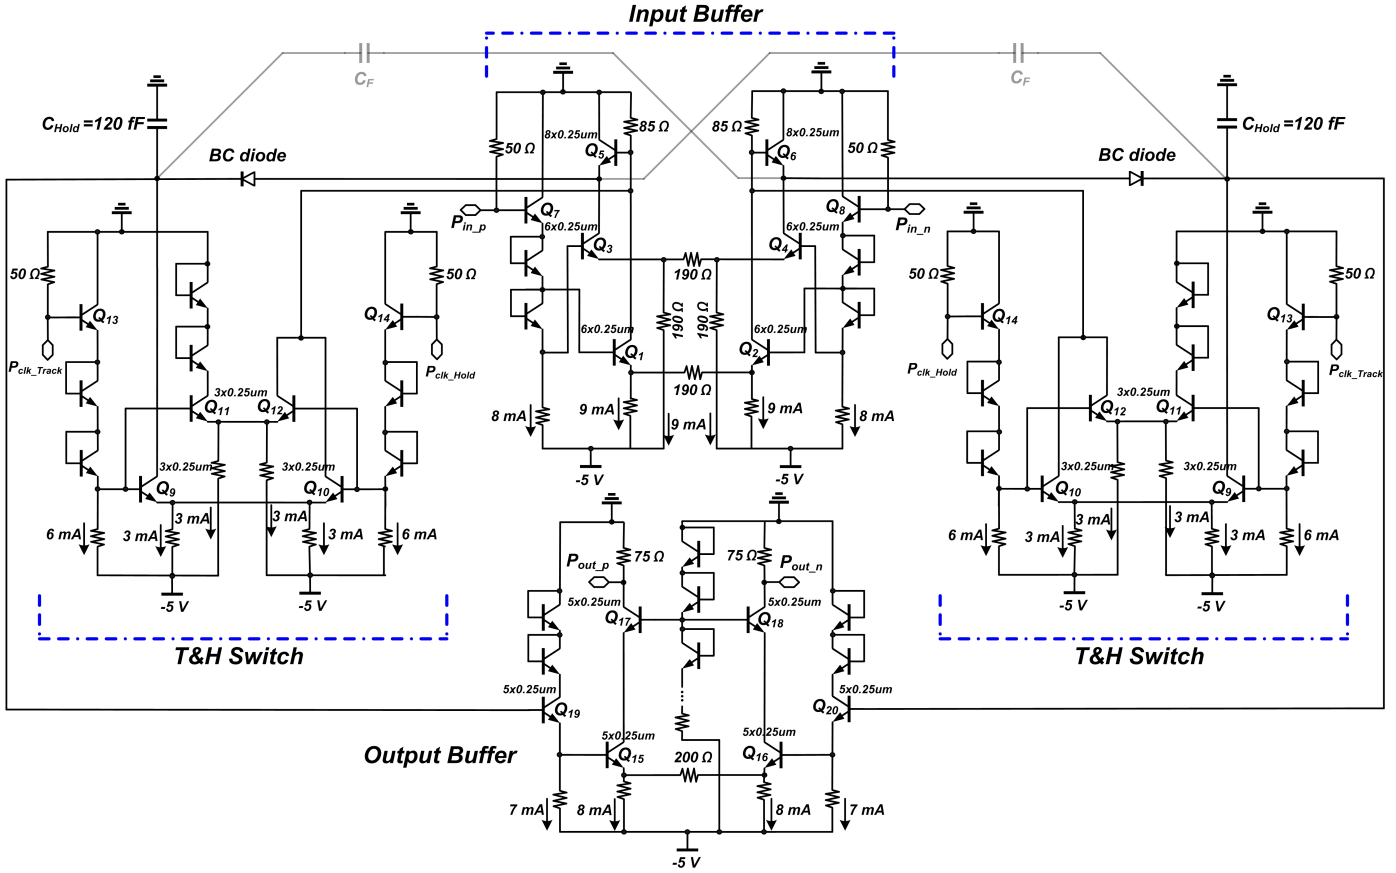 Input Buffer
C_F
C_F
C_Hold =120 fF
C_Hold =120 fF
8x0.25um
85 Ω
85 Ω
8x0.25um
50 Ω
Q5
Q6
50 Ω
BC diode
BC diode
P_in_p
Q7
Q8
P_in_n
6x0.25um
6x0.25um
Q3
Q4
190 Ω
50 Ω
50 Ω
50 Ω
50 Ω
190 Ω
190 Ω
Q13
Q14
Q14
Q13
6x0.25um
6x0.25um
Q1
Q2
P_clk_Track
P_clk_Hold
P_clk_Hold
P_clk_Track
190 Ω
3x0.25um
3x0.25um
Q11
Q12
Q12
Q11
8 mA
9 mA
9 mA
9 mA
8 mA
3x0.25um
3x0.25um
3x0.25um
3x0.25um
-5 V
-5 V
Q9
Q10
Q10
Q9
3 mA
3 mA
3 mA
3 mA
6 mA
3 mA
3 mA
6 mA
6 mA
3 mA
3 mA
6 mA
-5 V
-5 V
-5 V
-5 V
P_out_p
75 Ω
75 Ω
P_out_n
5x0.25um
5x0.25um
Q17
Q18
T&H Switch
T&H Switch
5x0.25um
5x0.25um
Q19
Q20
5x0.25um
5x0.25um
Output Buffer
Q15
200 Ω
Q16
7 mA
8 mA
8 mA
7 mA
-5 V